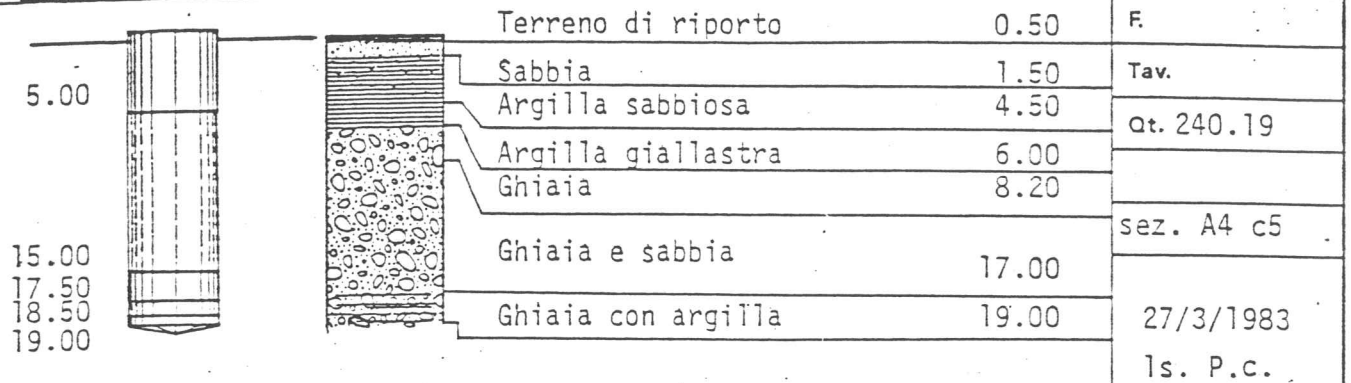 Terreno di riporto 0.50
Sabbia 1.50
Argilla sabbiosa 4.50
Argilla giallastra 6.00
Ghiaia 8.20
Ghiaia e sabbia 17.00
Ghiaia con argilla 19.00
5.00
15.00
17.50
18.50
19.00
F.
Tav.
Qt. 240.19
sez. A4 c5
27/3/1983
ls. P.c.